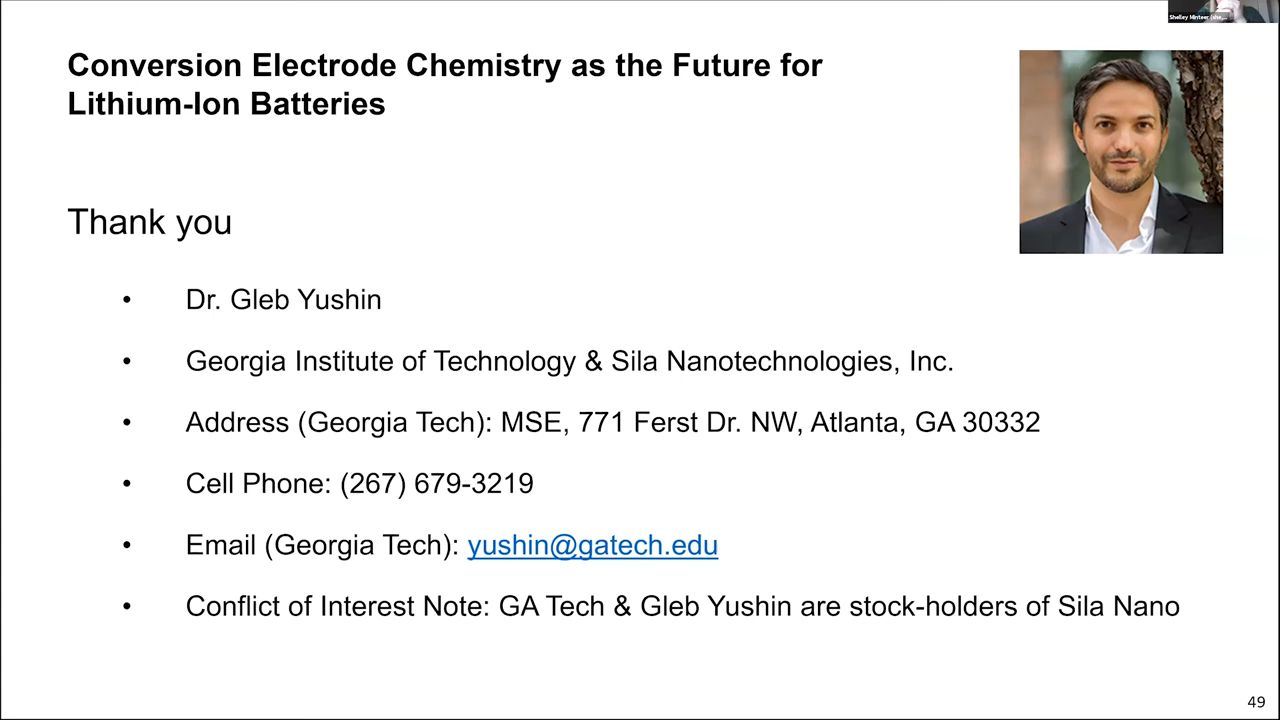 Shelley Minteer (she,...
Conversion Electrode Chemistry as the Future for
Lithium-Ion Batteries
Thank you
• Dr. Gleb Yushin
• Georgia Institute of Technology & Sila Nanotechnologies, Inc.
• Address (Georgia Tech): MSE, 771 Ferst Dr. NW, Atlanta, GA 30332
• Cell Phone: (267) 679-3219
• Email (Georgia Tech): yushin@gatech.edu
• Conflict of Interest Note: GA Tech & Gleb Yushin are stock-holders of Sila Nano
49